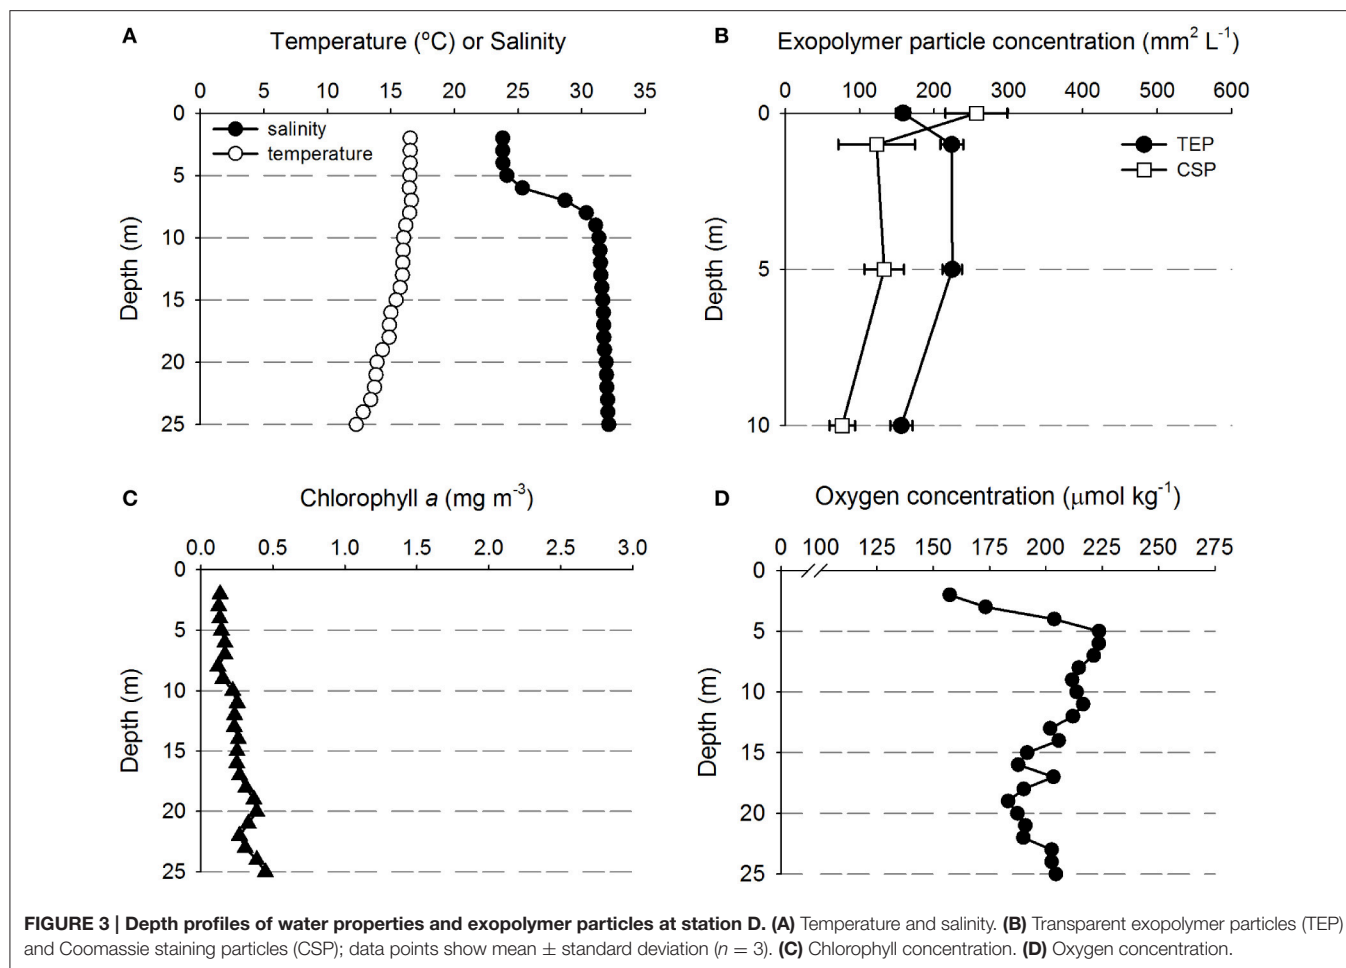 A
Temperature (ºC) or Salinity
0 5 10 15 20 25 30 35
0
5
10
15
20
25
Depth (m)
salinity
temperature
B
Exopolymer particle concentration (mm² L⁻¹)
0 100 200 300 400 500 600
0
5
10
Depth (m)
TEP
CSP
C
Chlorophyll a (mg m⁻³)
0.0 0.5 1.0 1.5 2.0 2.5 3.0
0
5
10
15
20
25
Depth (m)
D
Oxygen concentration (μmol kg⁻¹)
0 100 125 150 175 200 225 250 275
0
5
10
15
20
25
Depth (m)
FIGURE 3 | Depth profiles of water properties and exopolymer particles at station D. (A) Temperature and salinity. (B) Transparent exopolymer particles (TEP)
and Coomassie staining particles (CSP); data points show mean ± standard deviation (n = 3). (C) Chlorophyll concentration. (D) Oxygen concentration.